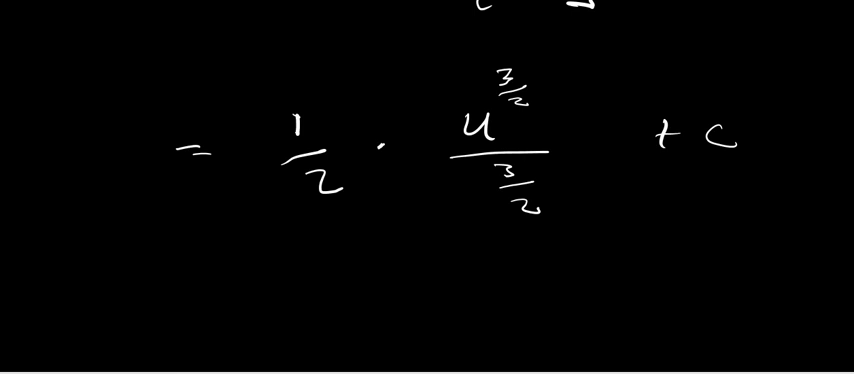 = 1/2 · u^(3/2) / (3/2) + c